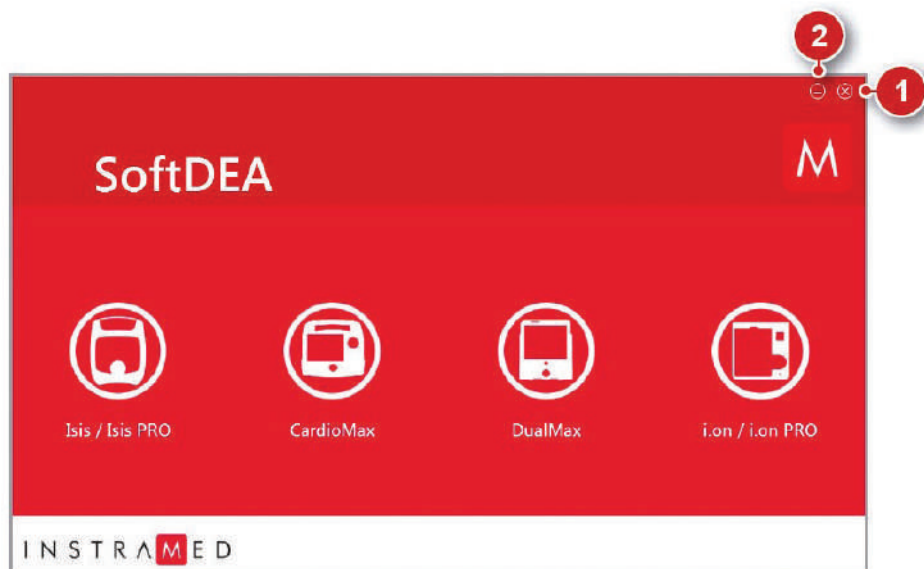 2
1
SoftDEA
M
Isis / Isis PRO
CardioMax
DualMax
i.on / i.on PRO
INSTRAMED